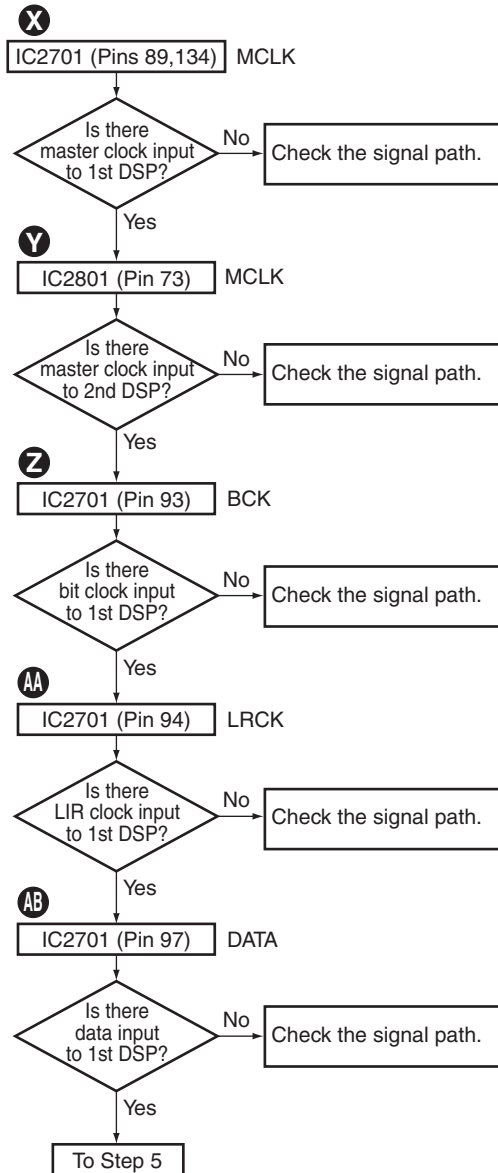 X
IC2701 (Pins 89,134) MCLK
Is there
master clock input
to 1st DSP?
No
Check the signal path.
Yes
Y
IC2801 (Pin 73) MCLK
Is there
master clock input
to 2nd DSP?
No
Check the signal path.
Yes
Z
IC2701 (Pin 93) BCK
Is there
bit clock input
to 1st DSP?
No
Check the signal path.
Yes
AA
IC2701 (Pin 94) LRCK
Is there
LIR clock input
to 1st DSP?
No
Check the signal path.
Yes
AB
IC2701 (Pin 97) DATA
Is there
data input
to 1st DSP?
No
Check the signal path.
Yes
To Step 5